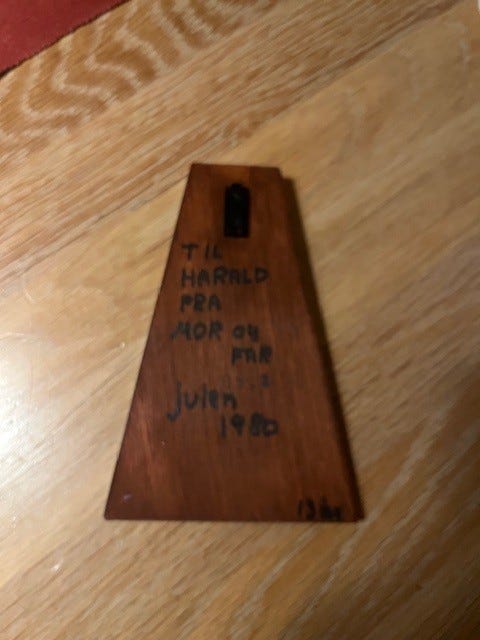 TIL
HARALD
FRA
MOR og
FAR
julen
1980